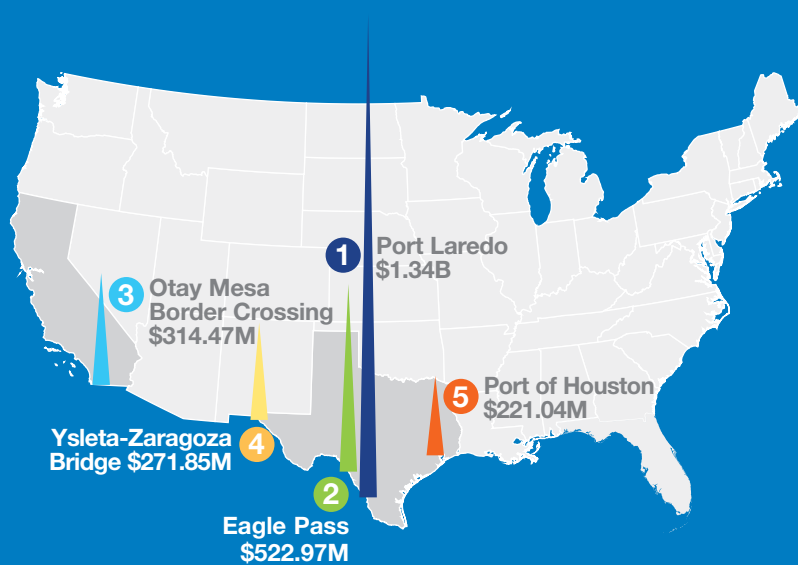 1
Port Laredo
$1.34B
3
Otay Mesa
Border Crossing
$314.47M
5
Port of Houston
$221.04M
Ysleta-Zaragoza
Bridge $271.85M
4
2
Eagle Pass
$522.97M